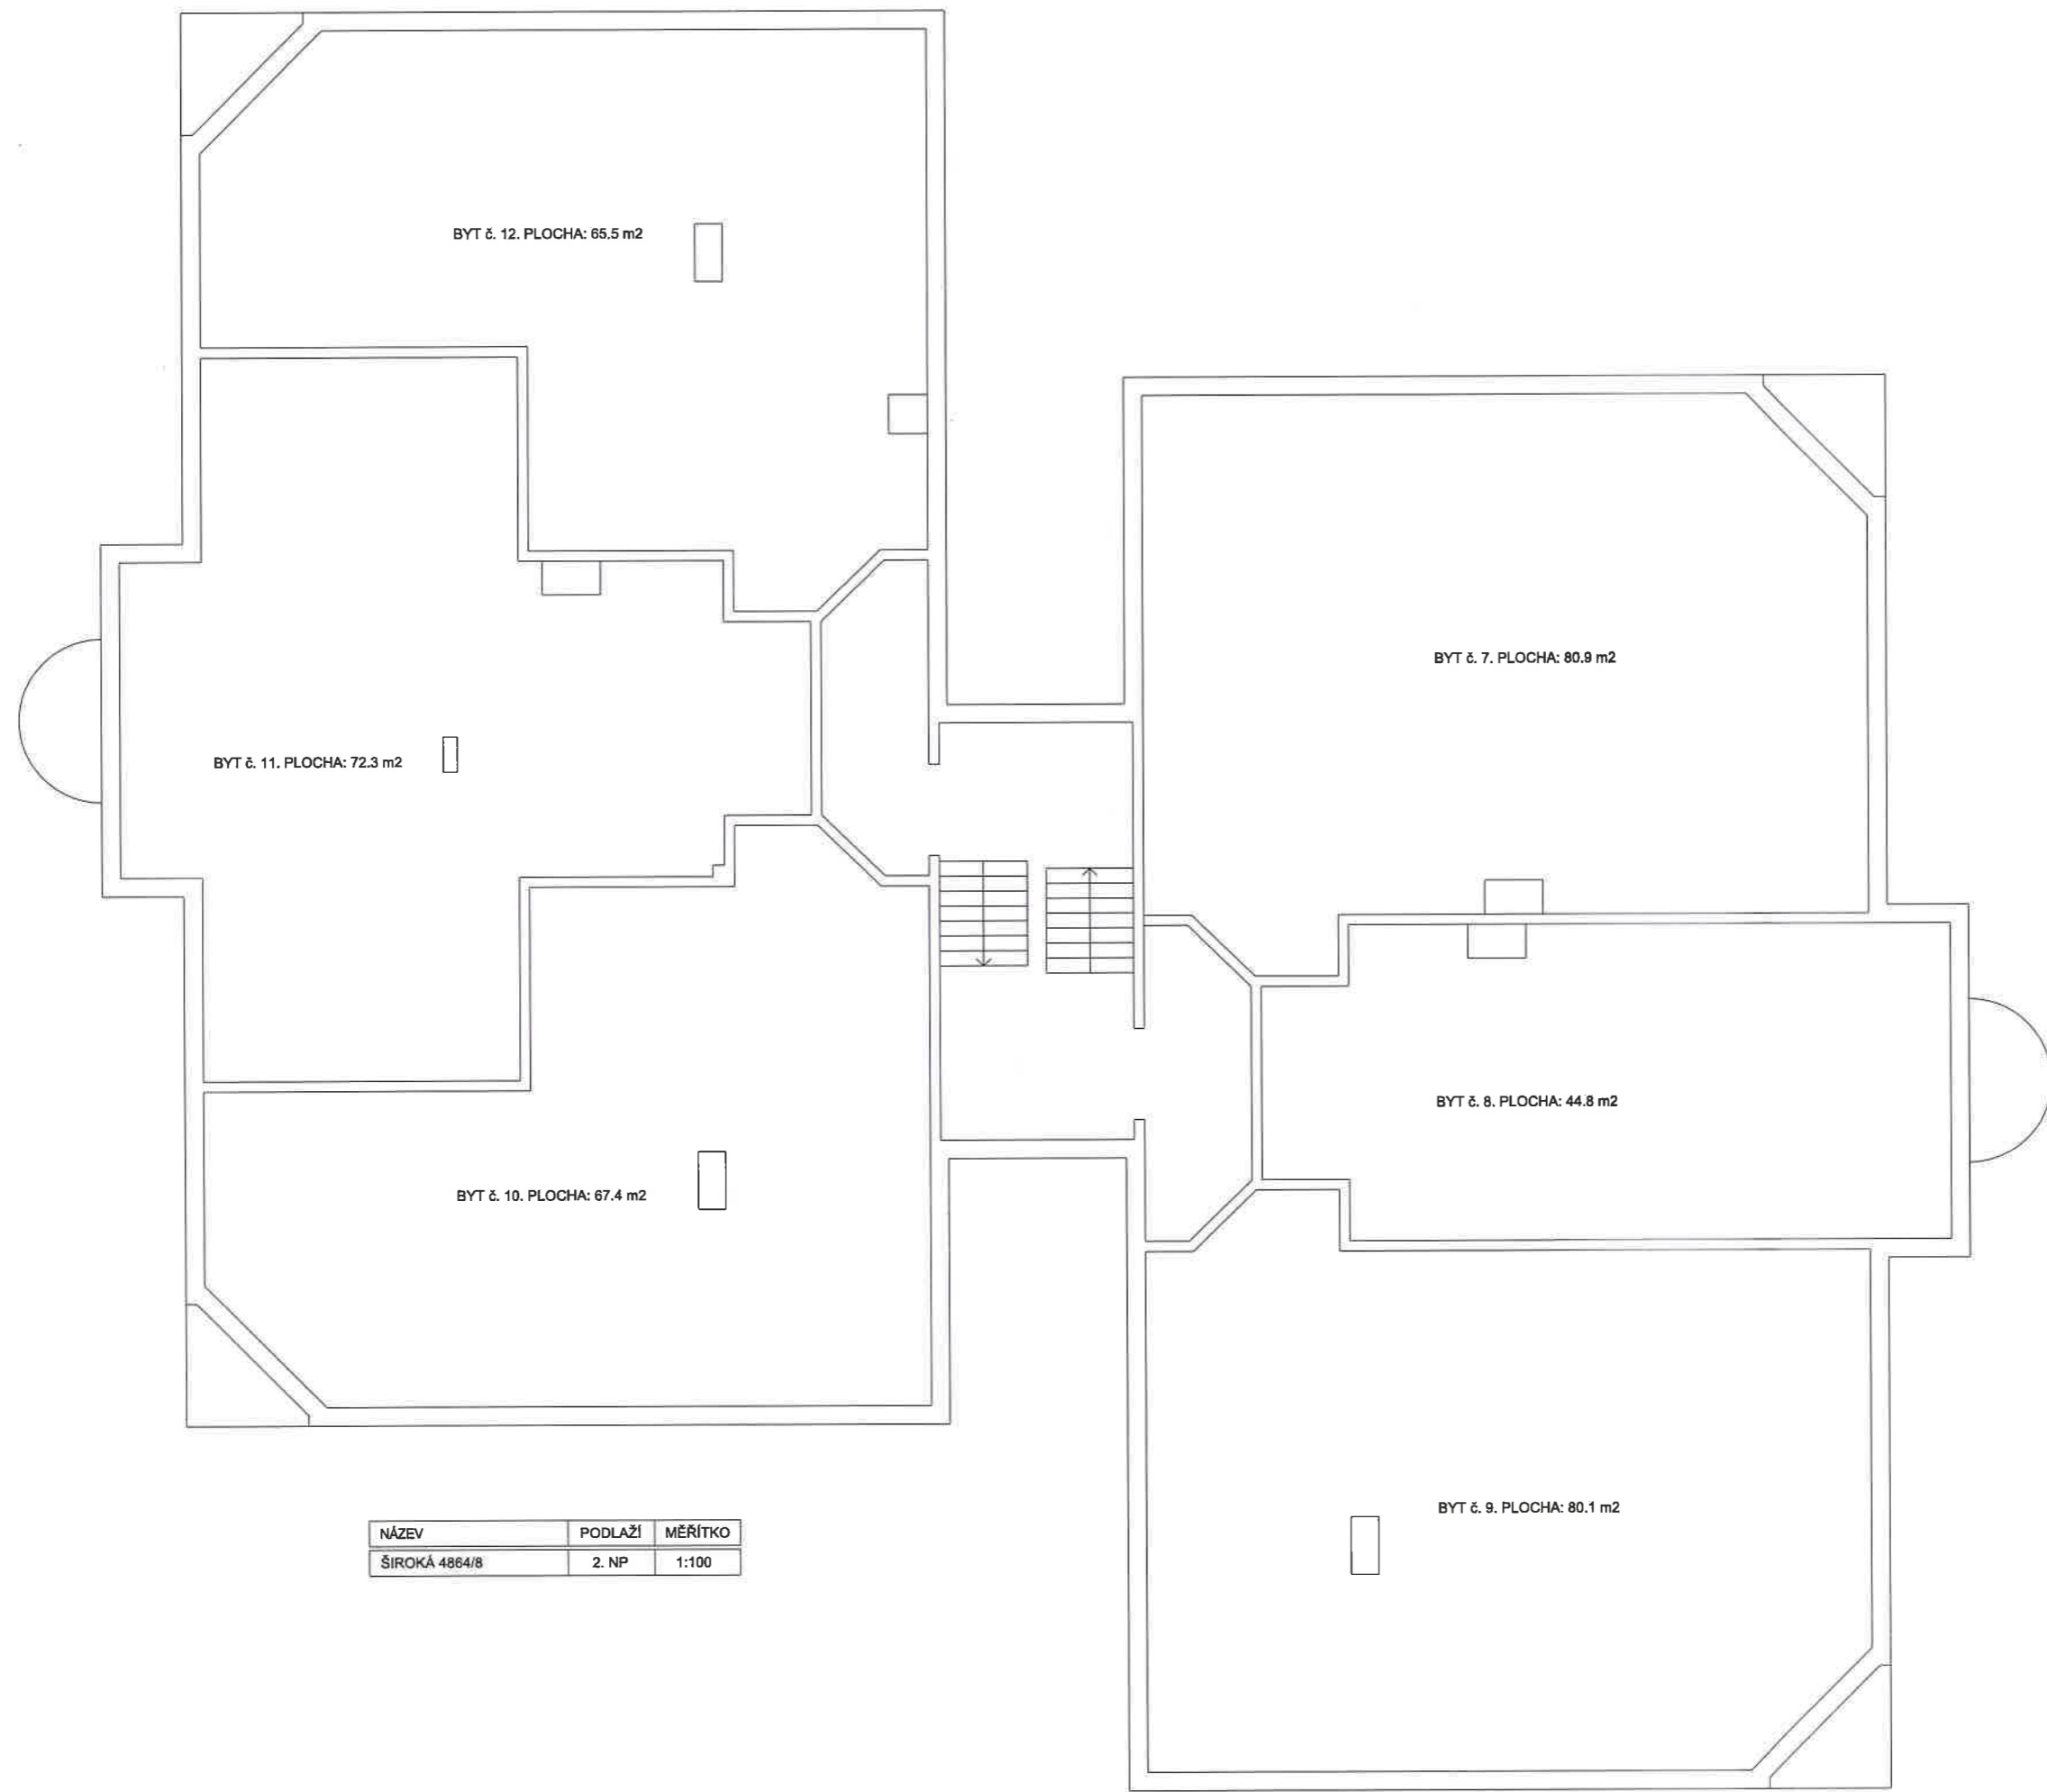 BYT č. 12. PLOCHA: 65.5 m2
BYT č. 7. PLOCHA: 80.9 m2
BYT č. 11. PLOCHA: 72.3 m2
BYT č. 8. PLOCHA: 44.8 m2
BYT č. 10. PLOCHA: 67.4 m2
BYT č. 9. PLOCHA: 80.1 m2
NÁZEV PODLAŽÍ MĚŘÍTKO
ŠIROKÁ 4864/8 2. NP 1:100